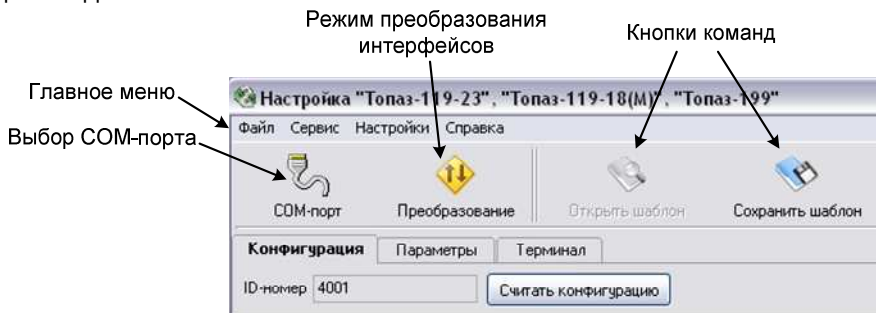 Режим преобразования
интерфейсов
Кнопки команд
Главное меню
Выбор COM-порта
Настройка "Топаз-119-23", "Топаз-119-18(М)", "Топаз-199"
Файл Сервис Настройки Справка
COM-порт Преобразование Открыть шаблон Сохранить шаблон
Конфигурация Параметры Терминал
ID-номер 4001 Считать конфигурацию